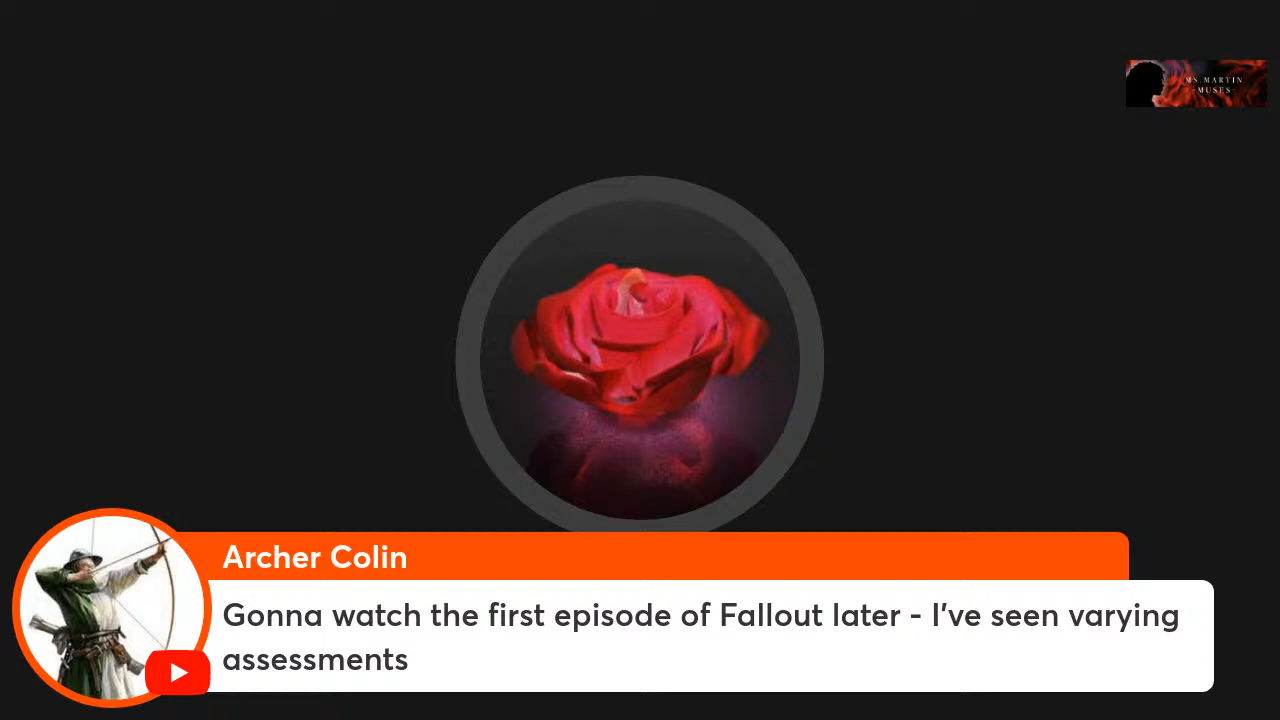 MS. MARTIN
-MUSES-
Archer Colin
Gonna watch the first episode of Fallout later - I've seen varying
assessments